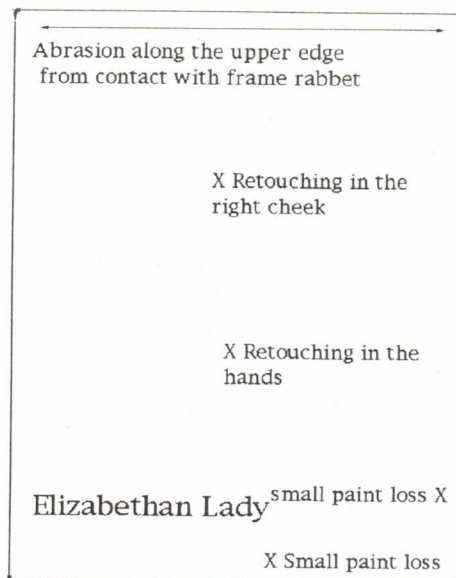 Abrasion along the upper edge
from contact with frame rabbet
X Retouching in the
right cheek
X Retouching in the
hands
Elizabethan Lady small paint loss X
X Small paint loss